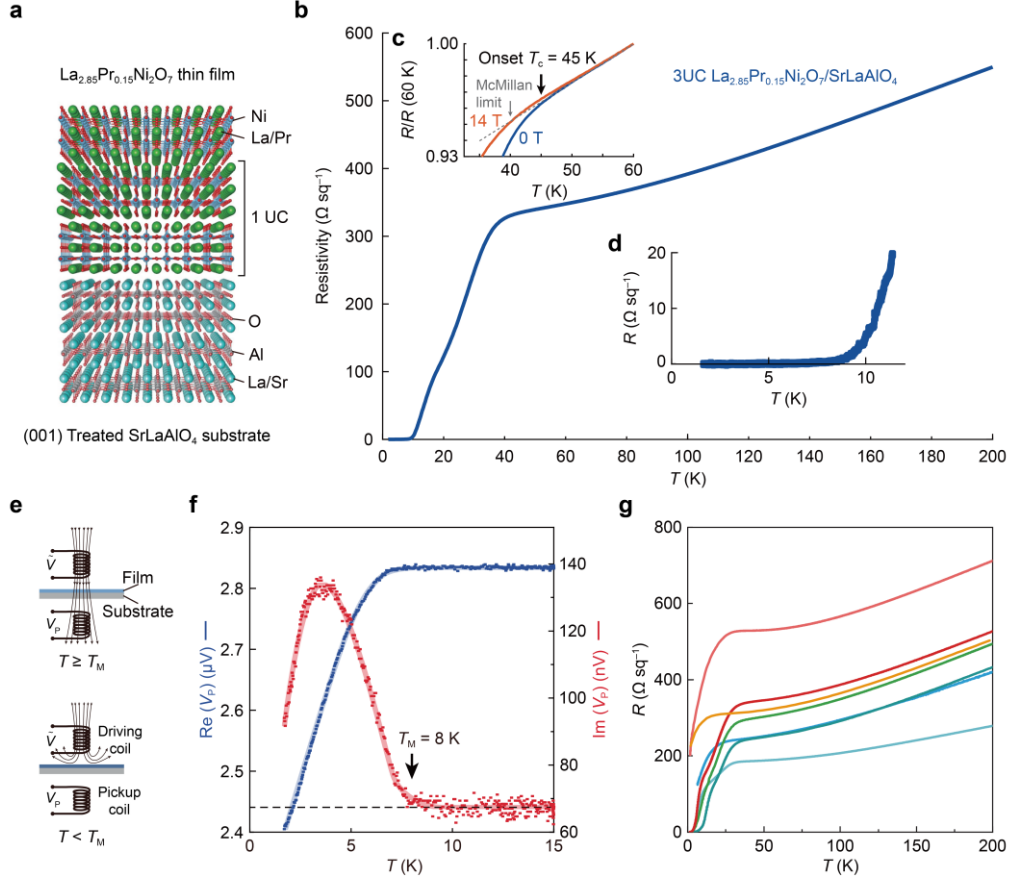 a
La2.85Pr0.15Ni2O7 thin film
Ni
La/Pr
1 UC
O
Al
La/Sr
(001) Treated SrLaAlO4 substrate
b
600
500
400
300
200
100
0
Resistivity (Ω sq⁻¹)
0 20 40 60 80 100 120 140 160 180 200
T (K)
3UC La2.85Pr0.15Ni2O7/SrLaAlO4
c
1.00
0.93
R/R (60 K)
Onset Tc = 45 K
McMillan
limit
14 T
0 T
40 50 60
T (K)
d
20
10
0
R (Ω sq⁻¹)
0 5 10
T (K)
e
Ṽ
Film
Substrate
VP
T ≥ TM
Ṽ
Driving
coil
VP
Pickup
coil
T < TM
f
2.9
2.8
2.7
2.6
2.5
2.4
Re (VP) (µV)
140
120
100
80
60
Im (VP) (nV)
TM = 8 K
0 5 10 15
T (K)
g
800
600
400
200
0
R (Ω sq⁻¹)
0 50 100 150 200
T (K)